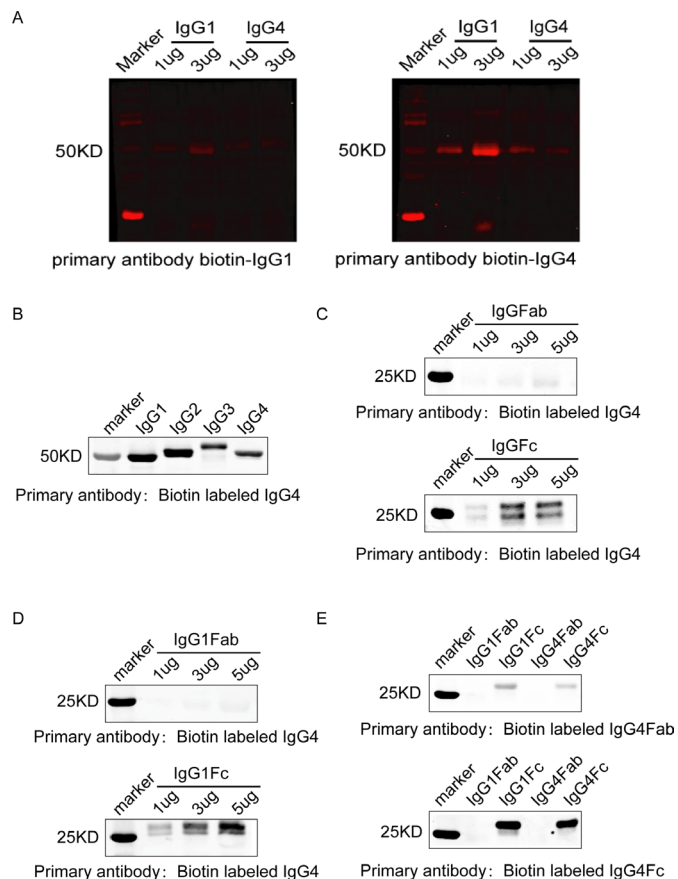 A
IgG1 IgG4
Marker 1ug 3ug 1ug 3ug
50KD
primary antibody biotin-IgG1
IgG1 IgG4
Marker 1ug 3ug 1ug 3ug
50KD
primary antibody biotin-IgG4
B
marker IgG1 IgG2 IgG3 IgG4
50KD
Primary antibody: Biotin labeled IgG4
C
IgGFab
marker 1ug 3ug 5ug
25KD
Primary antibody: Biotin labeled IgG4
IgGFc
marker 1ug 3ug 5ug
25KD
Primary antibody: Biotin labeled IgG4
D
IgG1Fab
marker 1ug 3ug 5ug
25KD
Primary antibody: Biotin labeled IgG4
IgG1Fc
marker 1ug 3ug 5ug
25KD
Primary antibody: Biotin labeled IgG4
E
marker IgG1Fab IgG1Fc IgG4Fab IgG4Fc
25KD
Primary antibody: Biotin labeled IgG4Fab
marker IgG1Fab IgG1Fc IgG4Fab IgG4Fc
25KD
Primary antibody: Biotin labeled IgG4Fc